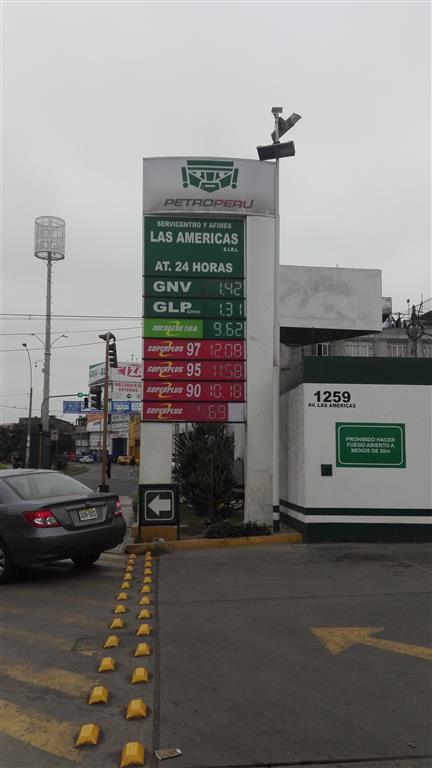 PETROPERU
SERVICENTRO Y AFINES
LAS AMERICAS
E.I.R.L
AT. 24 HORAS
GNV 1.42
GLP (Litro) 1.31
DIESEL ULTRA 9.62
SUPERPLUS 97 12.08
SUPERPLUS 95 11.58
SUPERPLUS 90 10.18
SUPERPLUS
1259
AV. LAS AMERICAS
PROHIBIDO HACER
FUEGO ABIERTO A
MENOS DE 50m